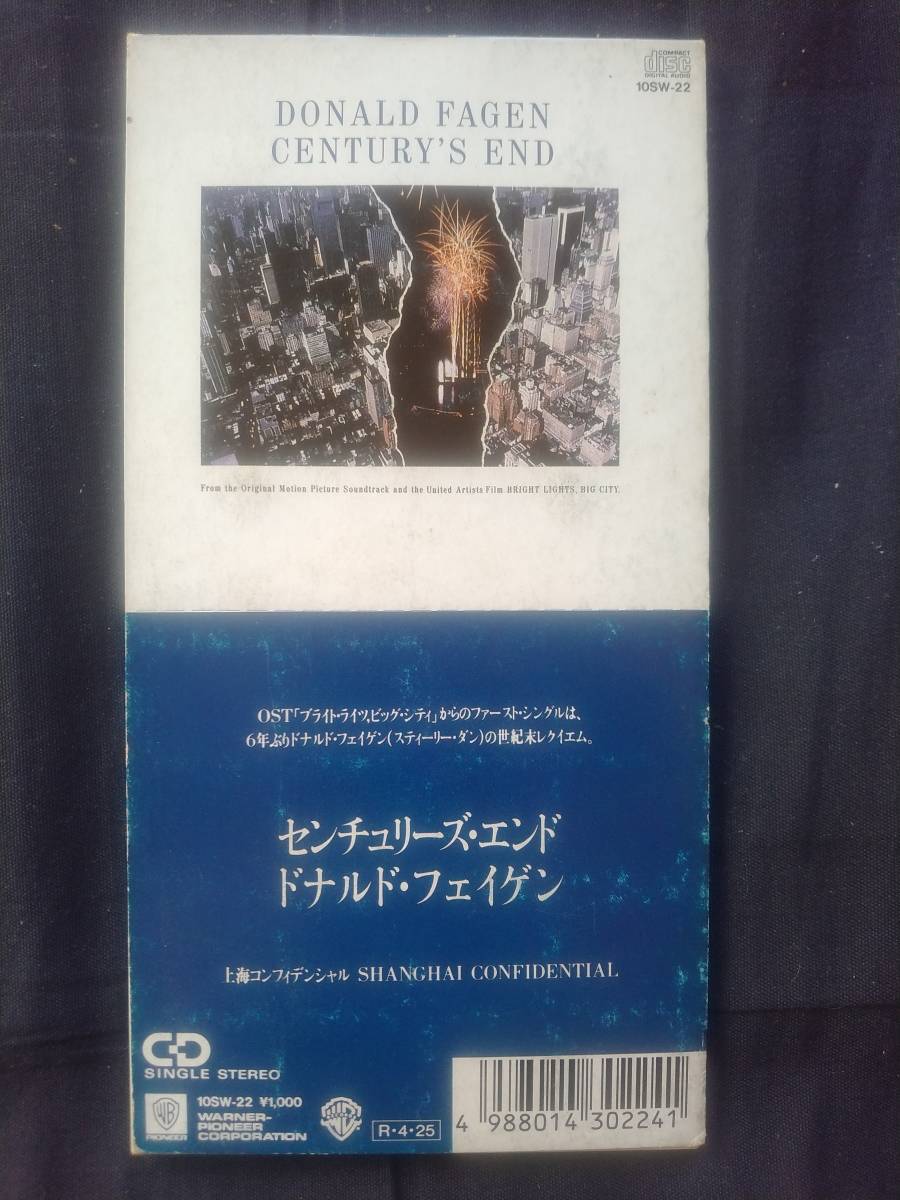 COMPACT
disc
DIGITAL AUDIO
10SW-22
DONALD FAGEN
CENTURY'S END
From the Original Motion Picture Soundtrack and the United Artists Film BRIGHT LIGHTS, BIG CITY.
OST「ブライト・ライツ,ビッグ・シティ」からのファースト・シングルは、
6年ぶりドナルド・フェイゲン(スティーリー・ダン)の世紀末レクイエム。
センチュリーズ・エンド
ドナルド・フェイゲン
上海コンフィデンシャル SHANGHAI CONFIDENTIAL
CD
SINGLE STEREO
10SW-22 ¥1,000
WARNER-
PIONEER
CORPORATION
WB
PIONEER
R・4・25
4 988014 302241